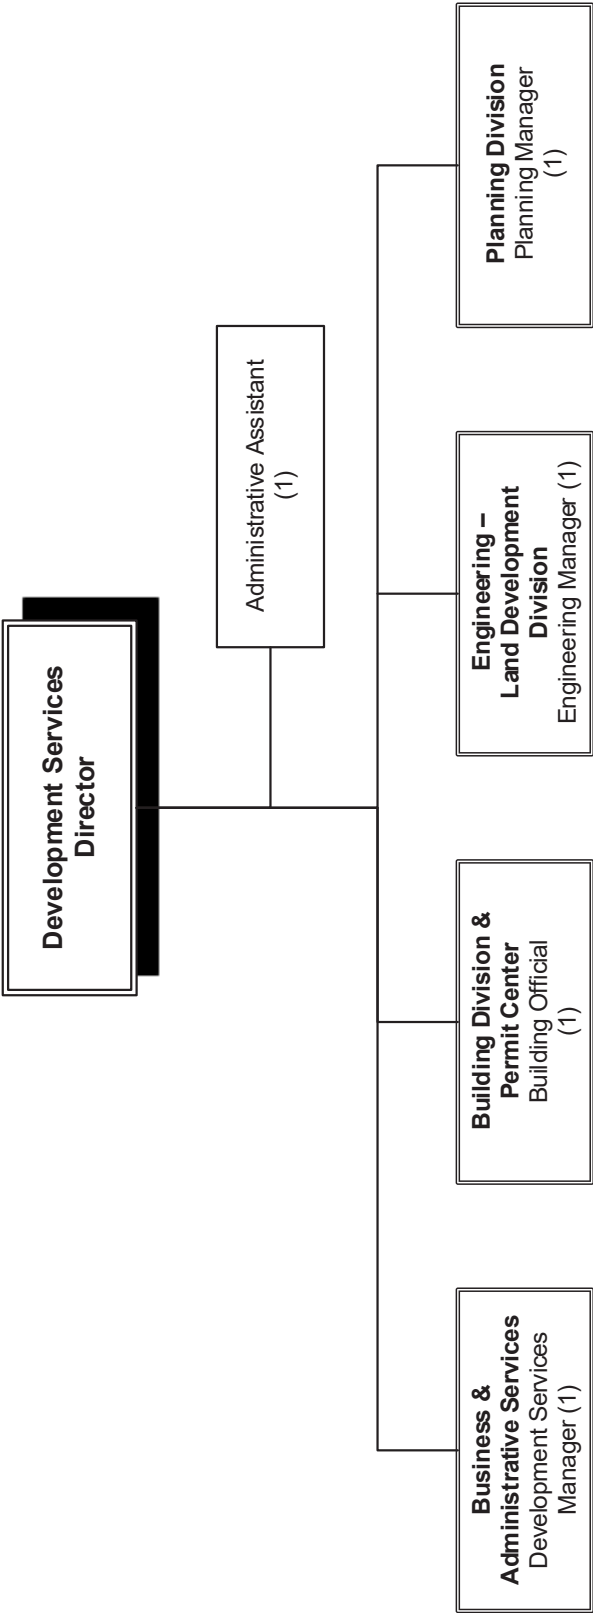 Development Services
Director
Administrative Assistant
(1)
Business &
Administrative Services
Development Services
Manager (1)
Building Division &
Permit Center
Building Official
(1)
Engineering –
Land Development
Division
Engineering Manager (1)
Planning Division
Planning Manager
(1)